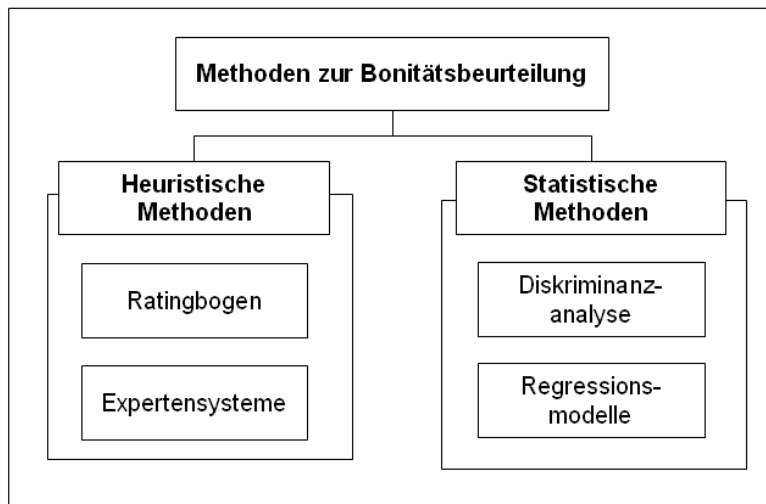 Methoden zur Bonitätsbeurteilung
Heuristische
Methoden
Ratingbogen
Expertensysteme
Statistische
Methoden
Diskriminanz-
analyse
Regressions-
modelle